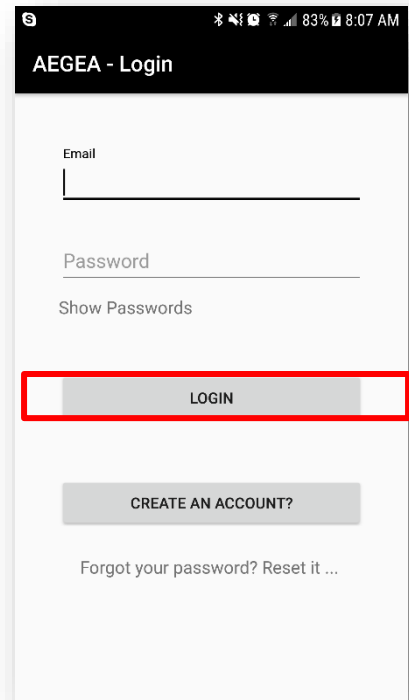 83% 8:07 AM
AEGEA - Login
Email
Password
Show Passwords
LOGIN
CREATE AN ACCOUNT?
Forgot your password? Reset it ...